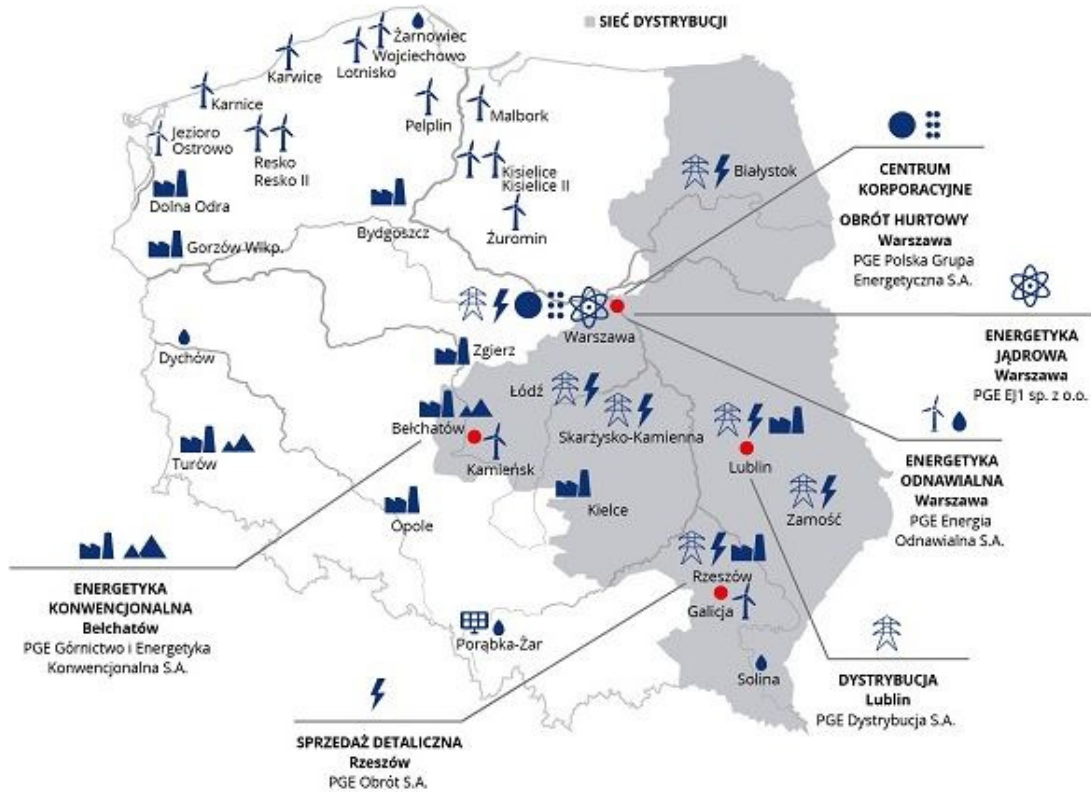 SIEĆ DYSTRYBUCJI
Żarnowiec
Wojciechowo
Lotnisko
Karwice
Karnice
Pelplin
Malbork
Jezioro
Ostrowo
Resko
Resko II
Kisielice
Kisielice II
Białystok
Dolna Odra
Bydgoszcz
Żuromin
Gorzów Wlkp.
CENTRUM
KORPORACYJNE
OBRÓT HURTOWY
Warszawa
PGE Polska Grupa
Energetyczna S.A.
Warszawa
ENERGETYKA
JĄDROWA
Warszawa
PGE EJ1 sp. z o.o.
Dychów
Zgierz
Łódź
Bełchatów
Skarżysko-Kamienna
Kamieńsk
Turów
Lublin
ENERGETYKA
ODNAWIALNA
Warszawa
PGE Energia
Odnawialna S.A.
Opole
Kielce
Zamość
Rzeszów
Galicja
ENERGETYKA
KONWENCJONALNA
Bełchatów
PGE Górnictwo i Energetyka
Konwencjonalna S.A.
Porąbka-Żar
Solina
DYSTRYBUCJA
Lublin
PGE Dystrybucja S.A.
SPRZEDAŻ DETALICZNA
Rzeszów
PGE Obrót S.A.